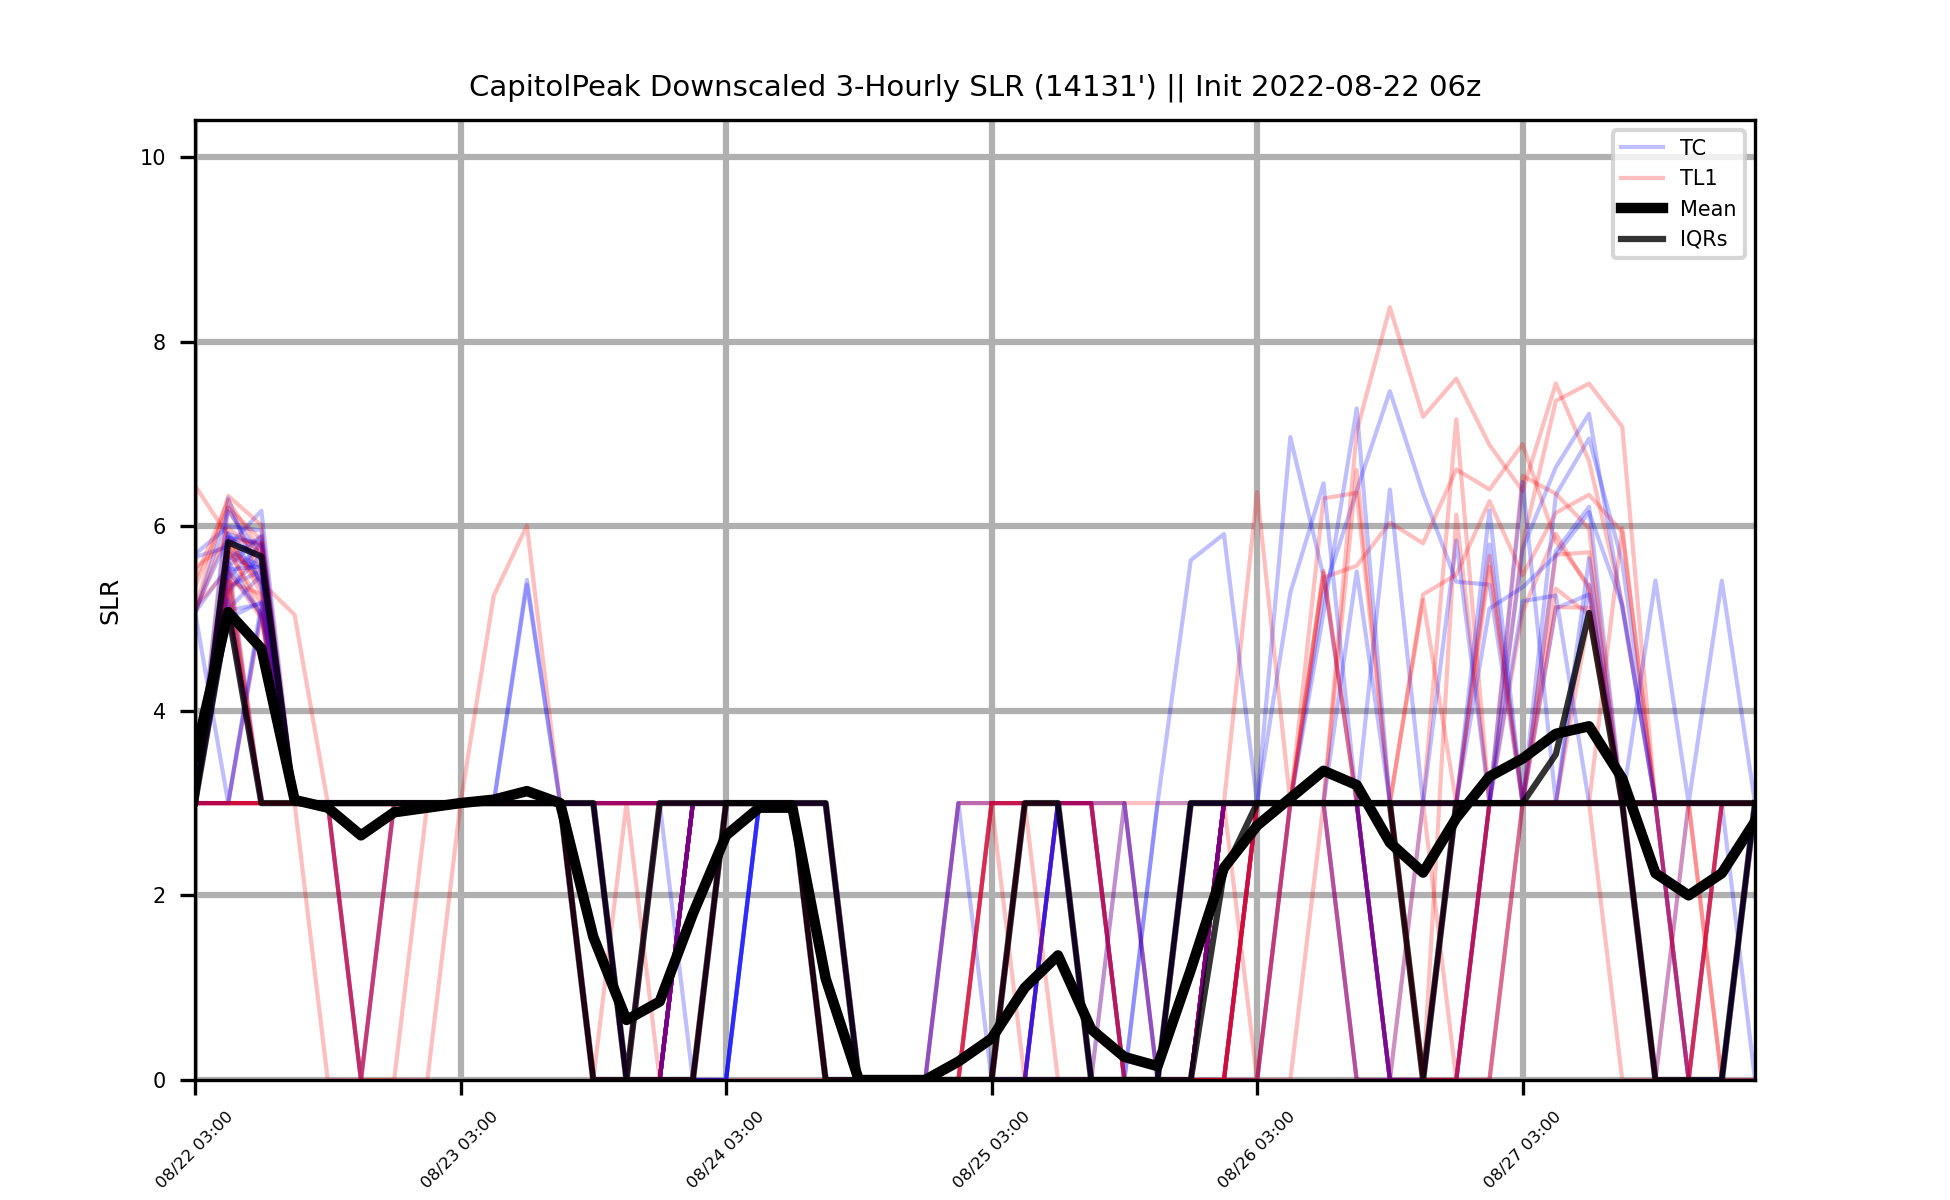 CapitolPeak Downscaled 3-Hourly SLR (14131') || Init 2022-08-22 06z
TC
TL1
Mean
IQRs
SLR
10
8
6
4
2
0
08/22 03:00
08/23 03:00
08/24 03:00
08/25 03:00
08/26 03:00
08/27 03:00